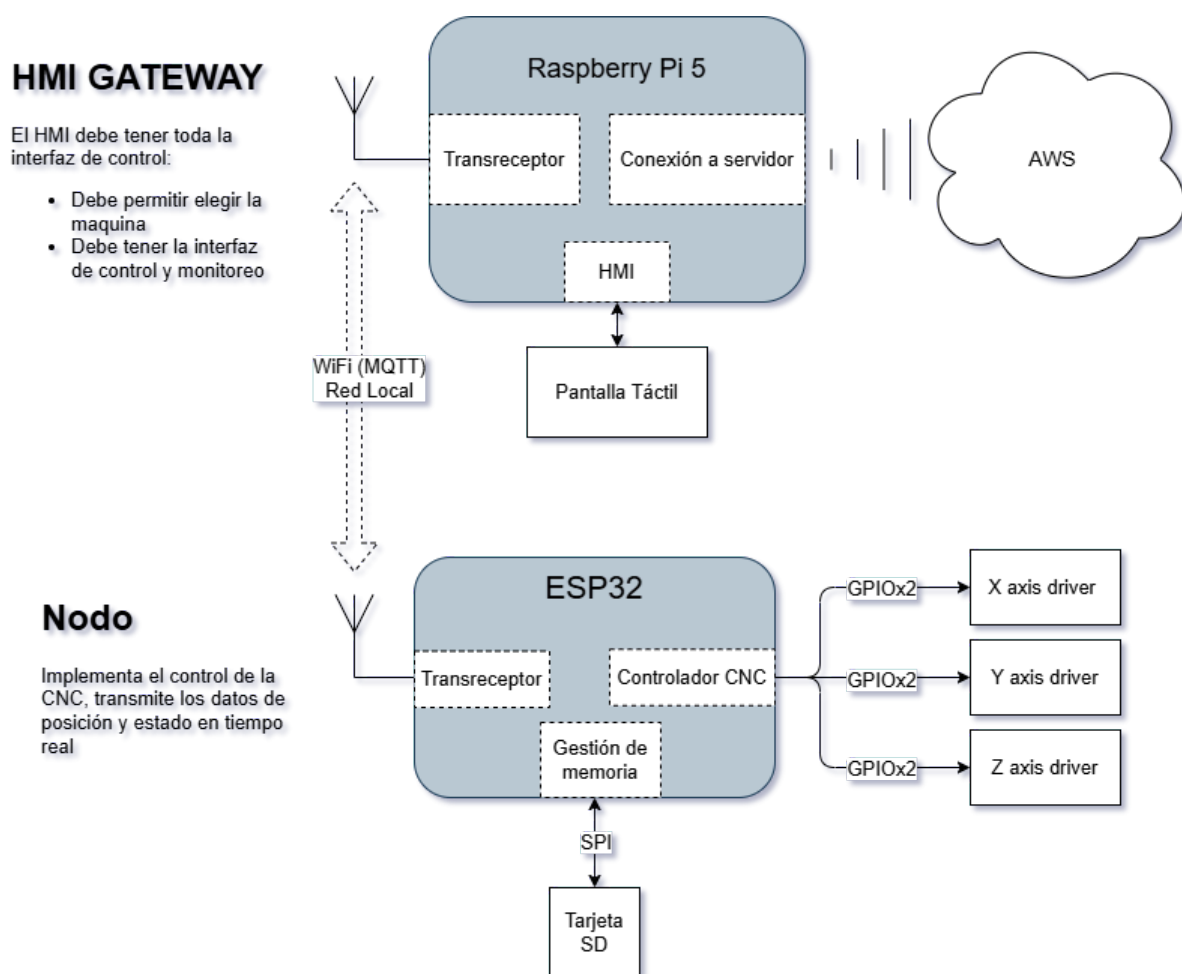 HMI GATEWAY
El HMI debe tener toda la
interfaz de control:
Debe permitir elegir la
maquina
Debe tener la interfaz
de control y monitoreo
Raspberry Pi 5
Transreceptor
Conexión a servidor
HMI
AWS
Pantalla Táctil
WiFi (MQTT)
Red Local
Nodo
Implementa el control de la
CNC, transmite los datos de
posición y estado en tiempo
real
ESP32
Transreceptor
Controlador CNC
Gestión de
memoria
GPIOx2
X axis driver
GPIOx2
Y axis driver
GPIOx2
Z axis driver
SPI
Tarjeta
SD